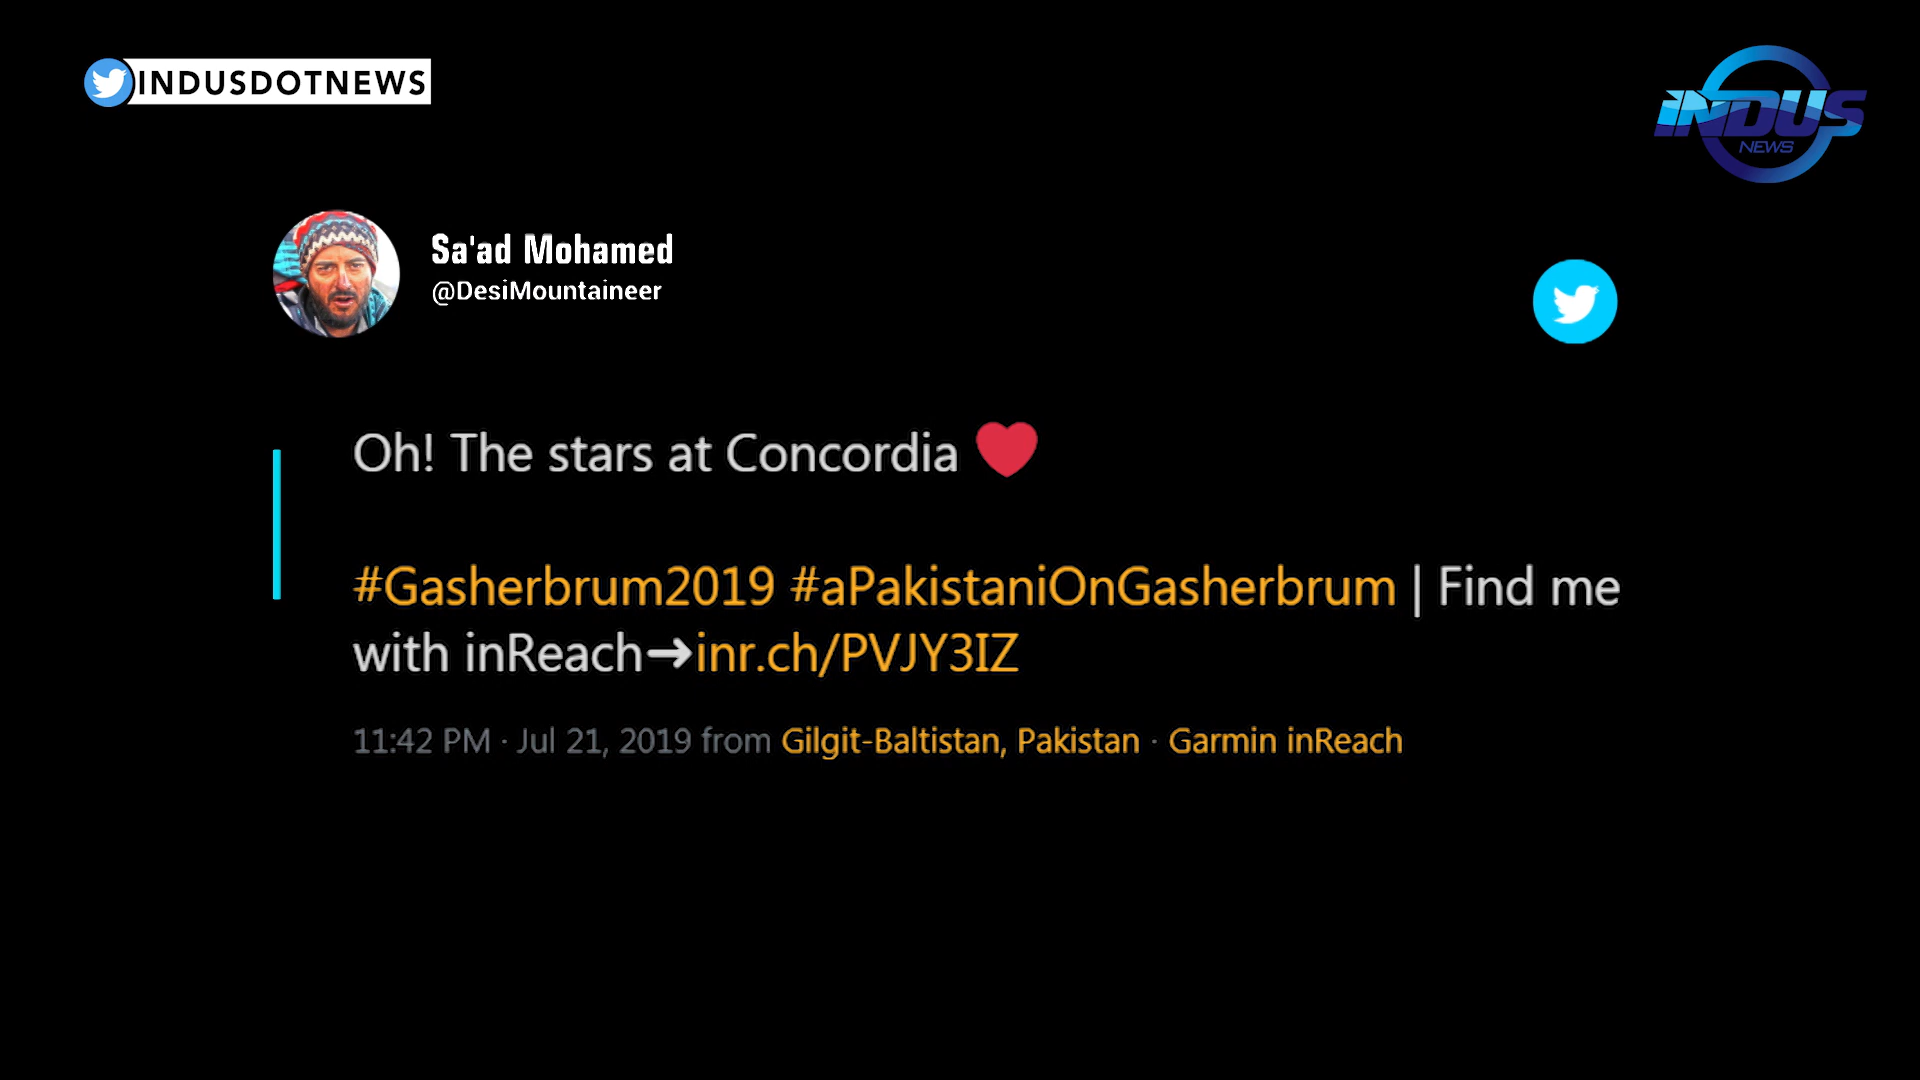 INDUSDOTNEWS
INDUS
NEWS
Sa'ad Mohamed
@DesiMountaineer
Oh! The stars at Concordia ❤
#Gasherbrum2019 #aPakistaniOnGasherbrum | Find me
with inReach➜inr.ch/PVJY3IZ
11:42 PM · Jul 21, 2019 from Gilgit-Baltistan, Pakistan · Garmin inReach